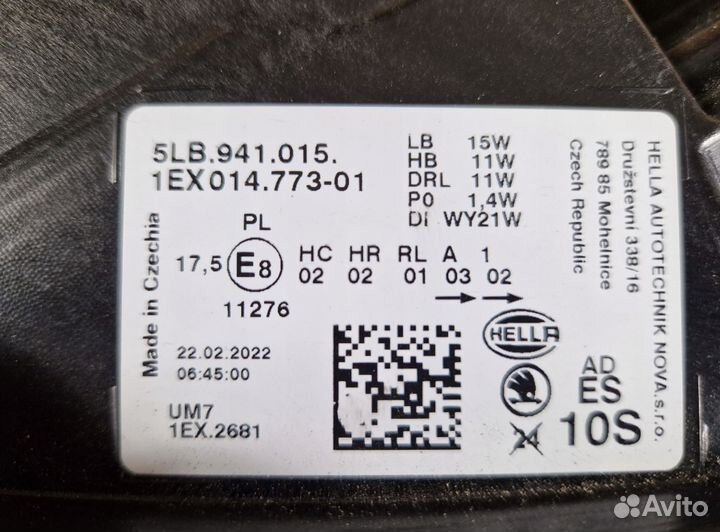 5LB.941.015.
1EX014.773-01
LB 15W
HB 11W
DRL 11W
PO 1,4W
DI WY21W
PL
17,5 E8 HC HR RL A 1
02 02 01 03 02
11276
Made in Czechia
22.02.2022
06:45:00
UM7
1EX.2681
HELLA
AD
ES
10S
24
HELLA AUTOTECHNIK NOVA,s.r.o.
Družstevní 338/16
789 85 Mohelnice
Czech Republic
Avito